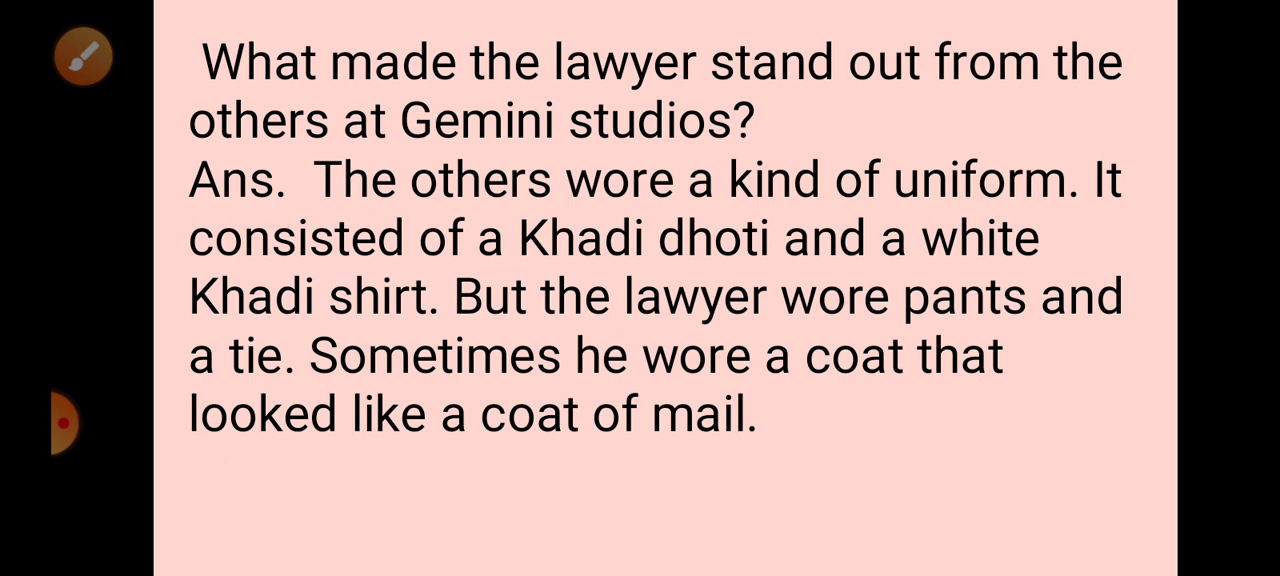 What made the lawyer stand out from the
others at Gemini studios?
Ans. The others wore a kind of uniform. It
consisted of a Khadi dhoti and a white
Khadi shirt. But the lawyer wore pants and
a tie. Sometimes he wore a coat that
looked like a coat of mail.